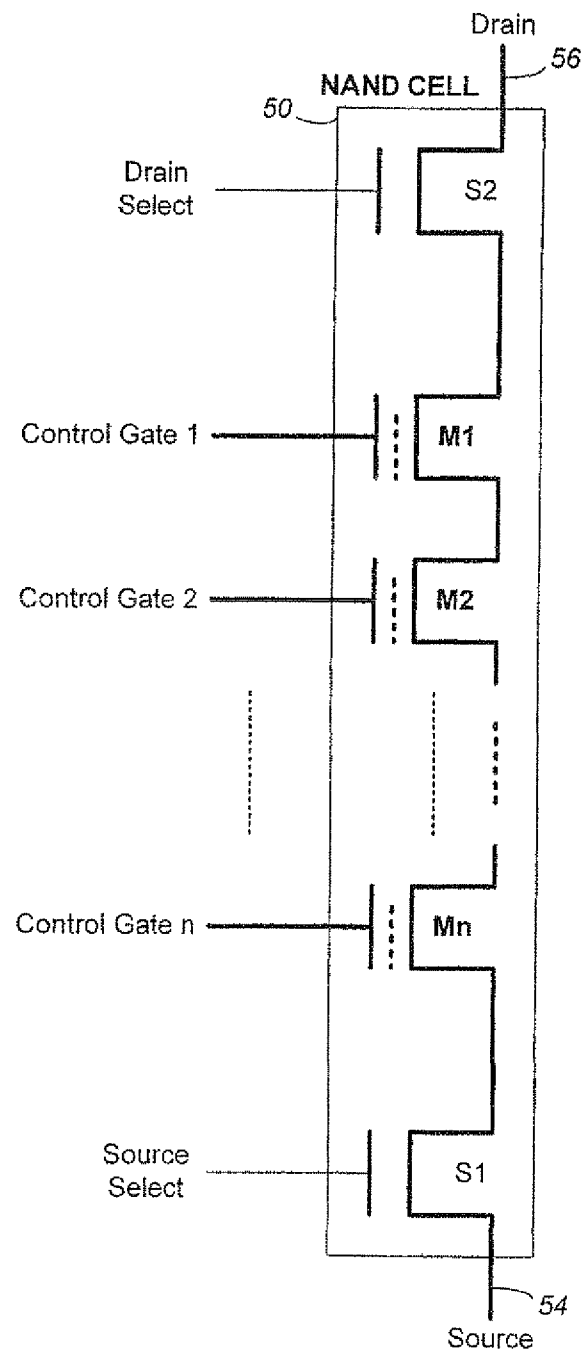 Drain
56
NAND CELL
50
Drain
Select
S2
Control Gate 1
M1
Control Gate 2
M2
Control Gate n
Mn
Source
Select
S1
54
Source